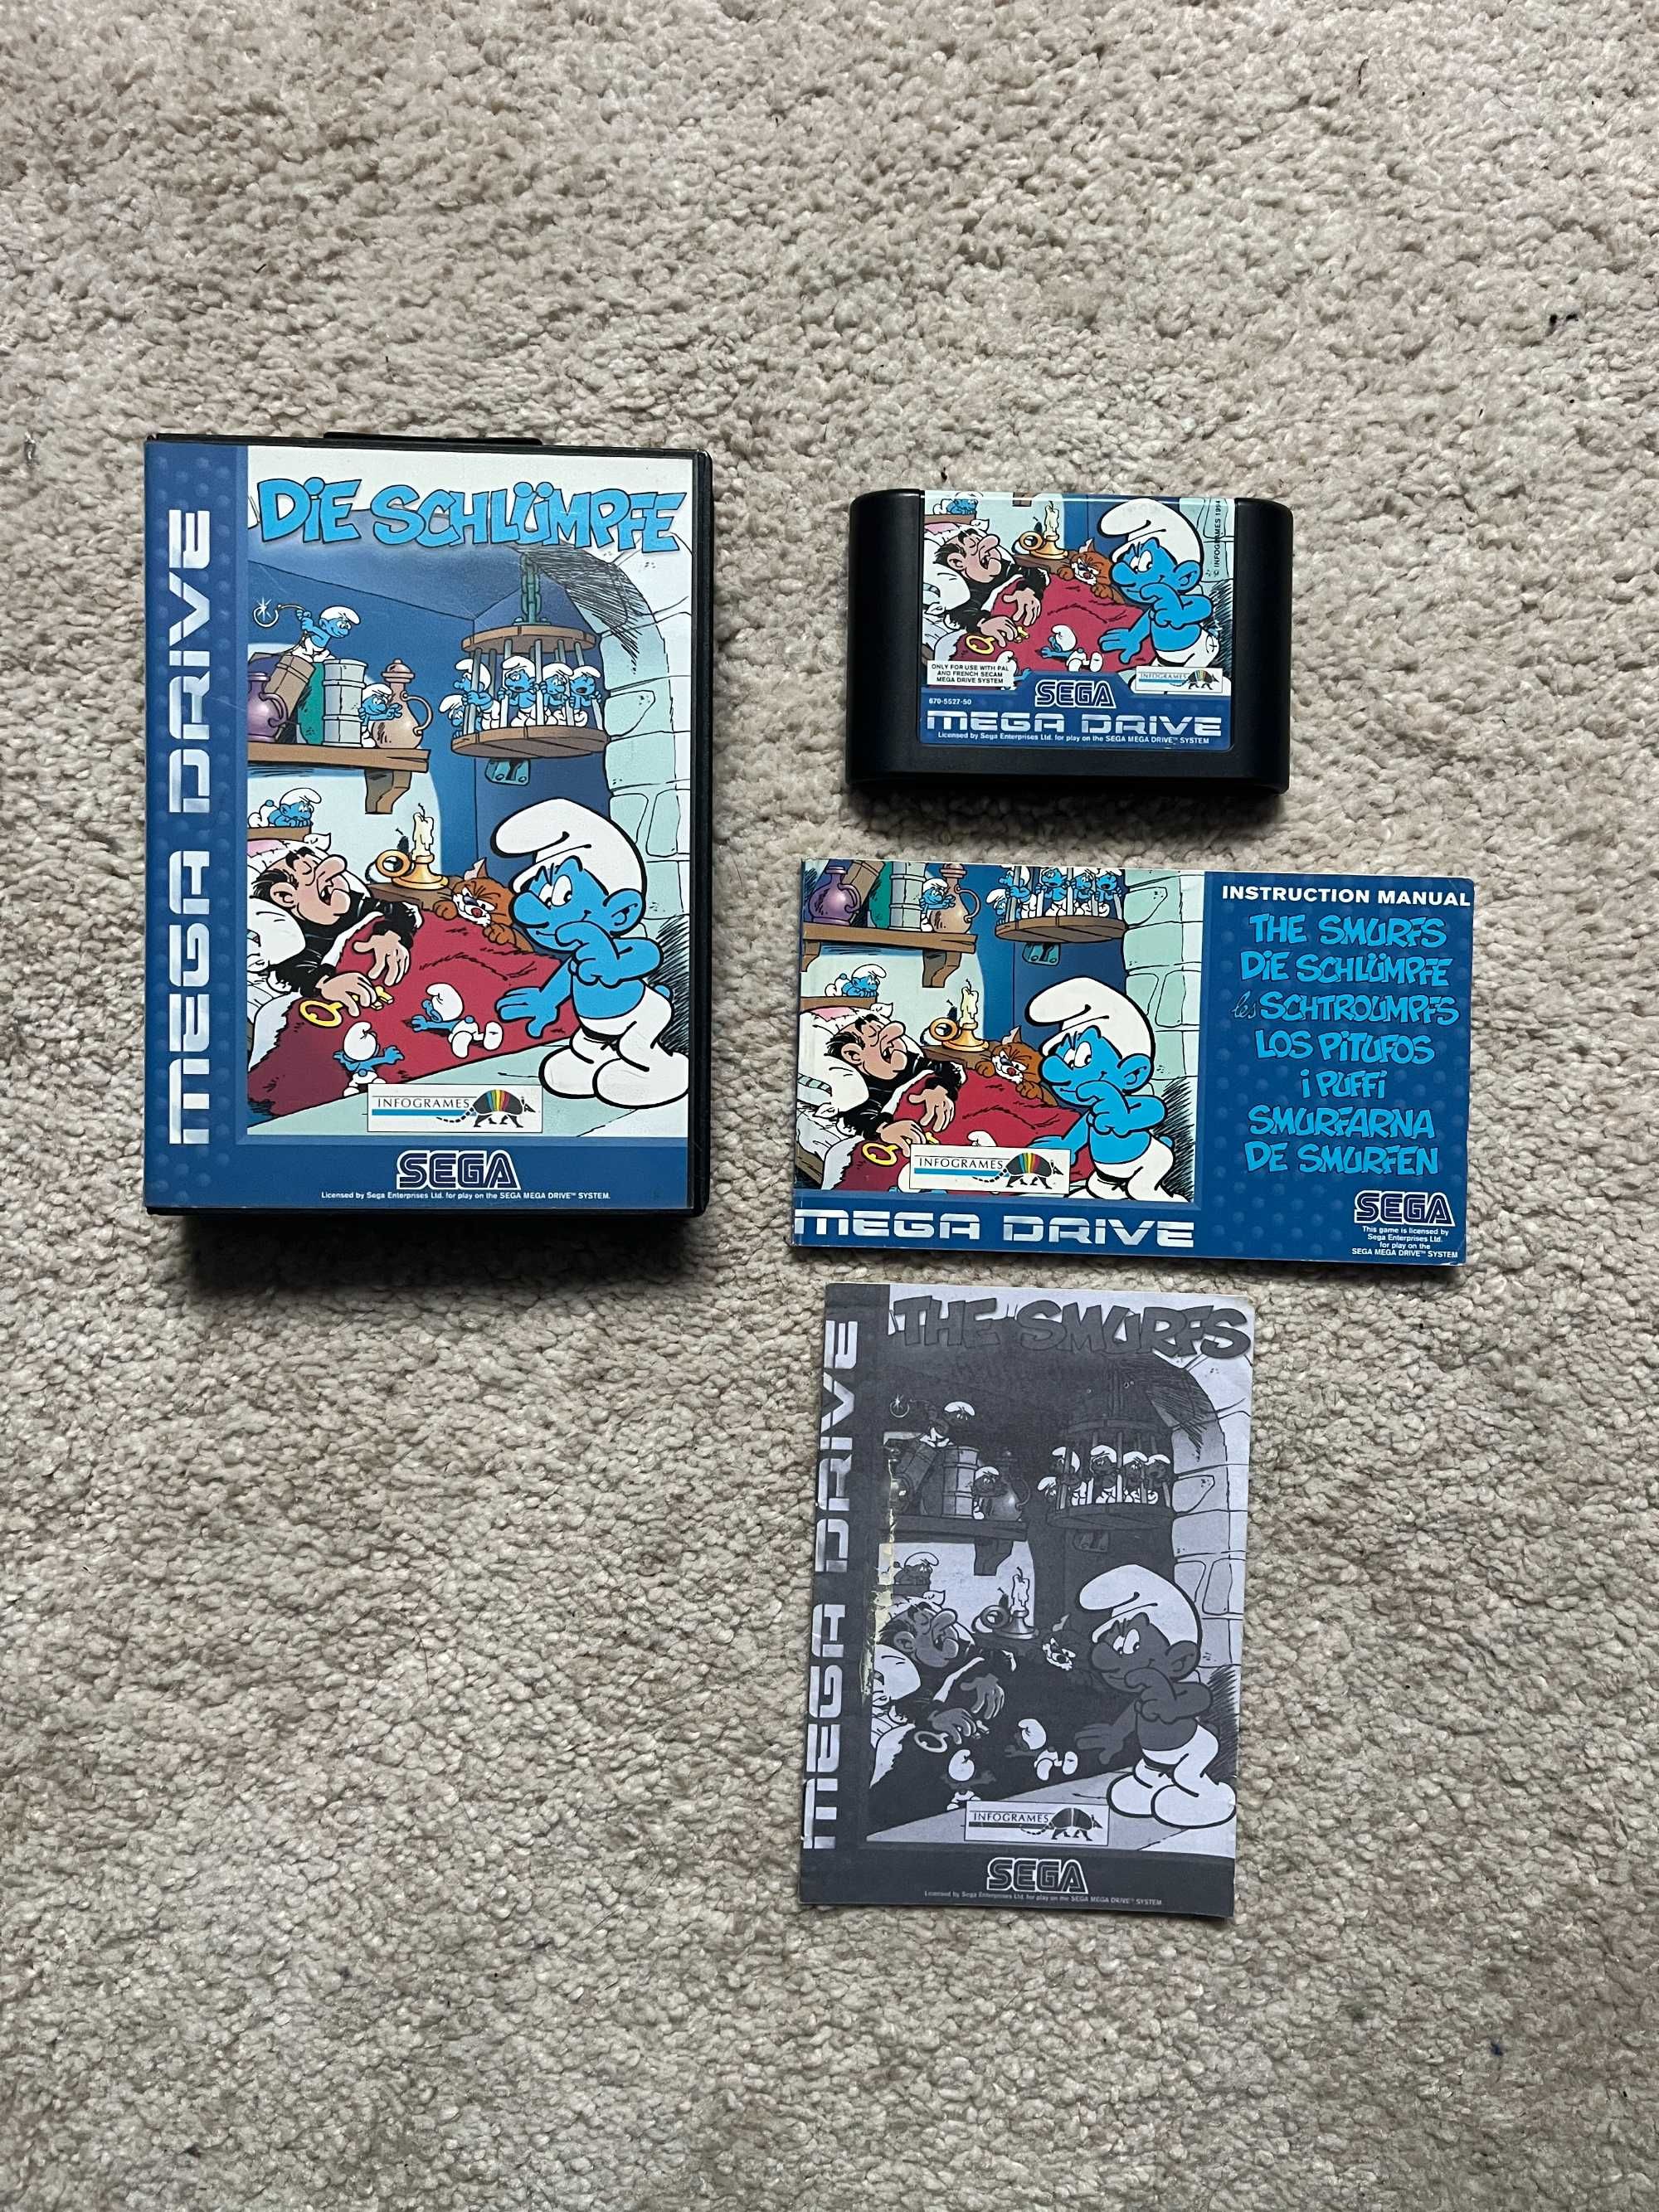 DIE SCHLÜMPFE
MEGA DRIVE
INFOGRAMES
SEGA
Licensed by Sega Enterprises Ltd. for play on the SEGA MEGA DRIVE™ SYSTEM.
© INFOGRAMES 1994
ONLY FOR USE WITH PAL
AND FRENCH SECAM
MEGA DRIVE SYSTEM
INFOGRAMES
SEGA
670-5527-50
MEGA DRIVE
Licensed by Sega Enterprises Ltd. for play on the SEGA MEGA DRIVE™ SYSTEM
INSTRUCTION MANUAL
THE SMURFS
DIE SCHLÜMPFE
les SCHTROUMPFS
LOS PITUFOS
i PUFFI
SMURFARNA
DE SMURFEN
INFOGRAMES
MEGA DRIVE
SEGA
This game is licensed by
Sega Enterprises Ltd.
for play on the
SEGA MEGA DRIVE™ SYSTEM
THE SMURFS
MEGA DRIVE
INFOGRAMES
SEGA
Licensed by Sega Enterprises Ltd. for play on the SEGA MEGA DRIVE™ SYSTEM